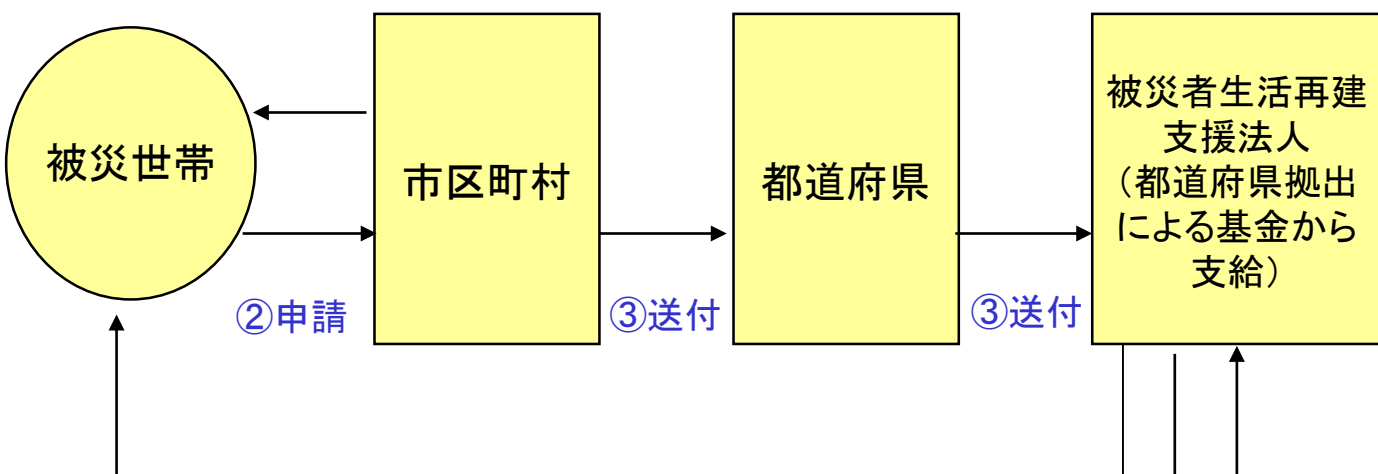 被災世帯
市区町村
都道府県
被災者生活再建
支援法人
（都道府県拠出
による基金から
支給）
②申請
③送付
③送付